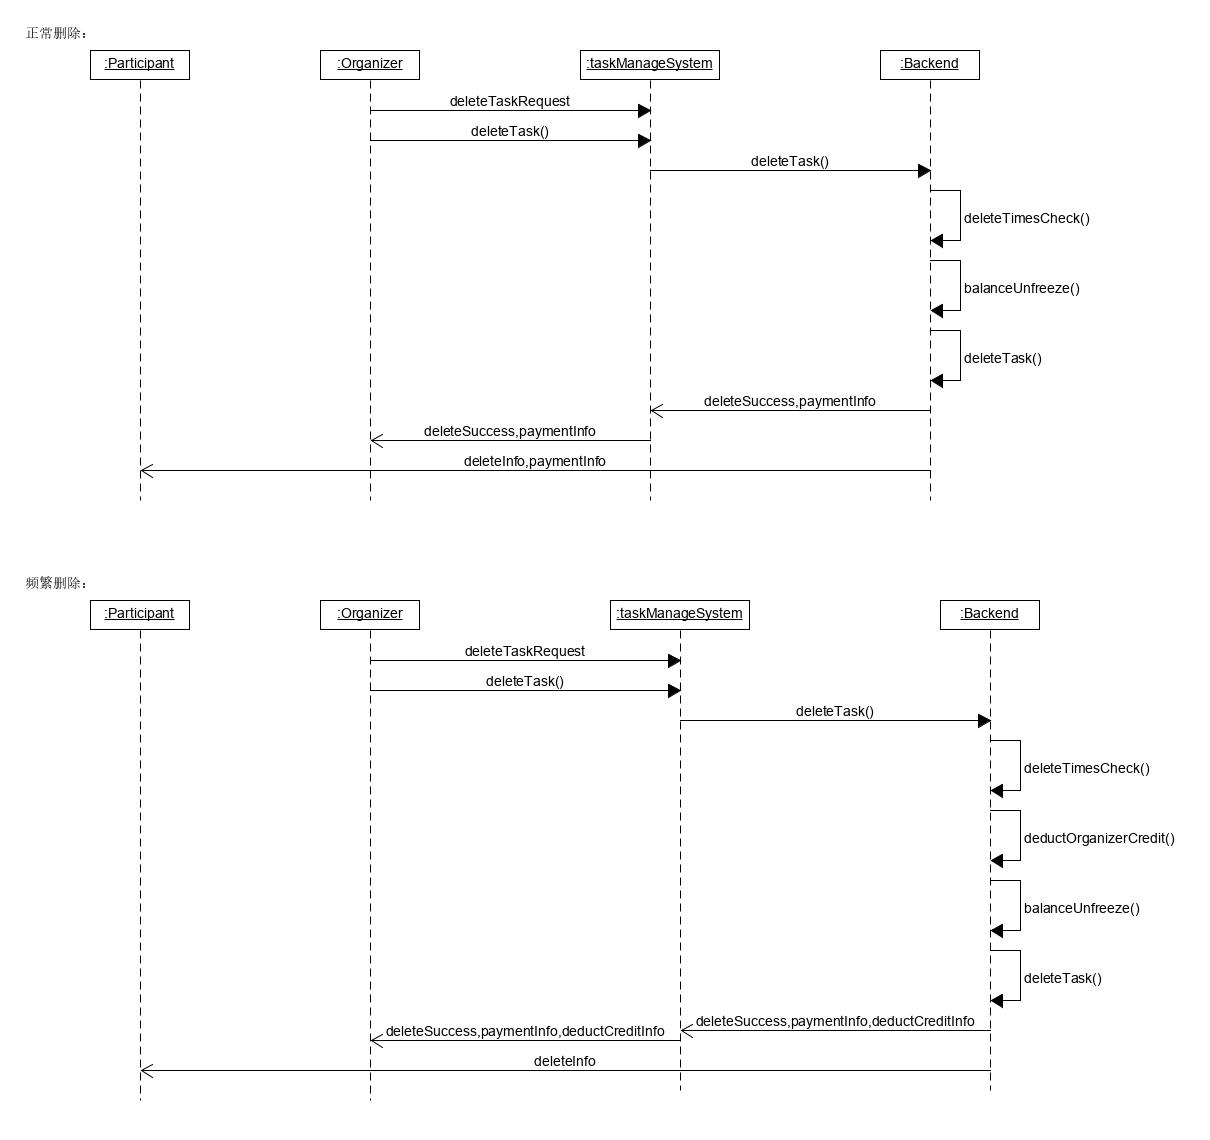 正常删除：
:Participant
:Organizer
:taskManageSystem
:Backend
deleteTaskRequest
deleteTask()
deleteTask()
deleteTimesCheck()
balanceUnfreeze()
deleteTask()
deleteSuccess,paymentInfo
deleteSuccess,paymentInfo
deleteInfo,paymentInfo
频繁删除：
:Participant
:Organizer
:taskManageSystem
:Backend
deleteTaskRequest
deleteTask()
deleteTask()
deleteTimesCheck()
deductOrganizerCredit()
balanceUnfreeze()
deleteTask()
deleteSuccess,paymentInfo,deductCreditInfo
deleteSuccess,paymentInfo,deductCreditInfo
deleteInfo